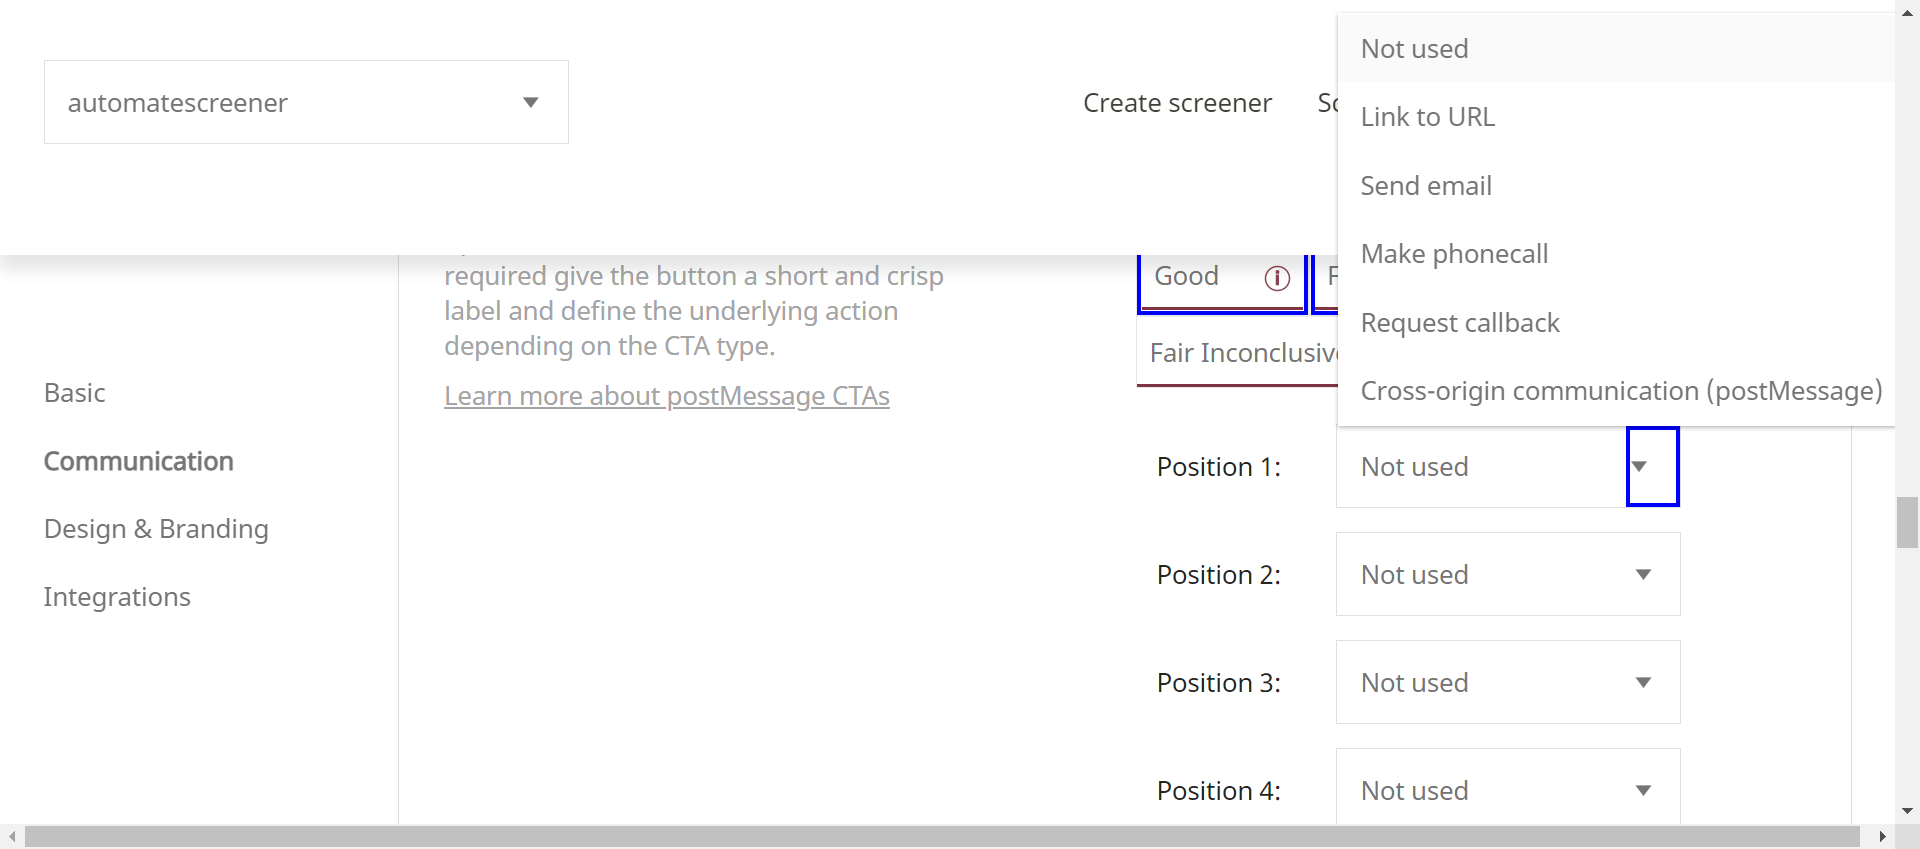 automatescreener
Create screener
Not used
Link to URL
Send email
Make phonecall
Request callback
Cross-origin communication (postMessage)
required give the button a short and crisp
label and define the underlying action
depending on the CTA type.
Learn more about postMessage CTAs
Good
Fair Inconclusive
Basic
Communication
Design & Branding
Integrations
Position 1:
Not used
Position 2:
Not used
Position 3:
Not used
Position 4:
Not used